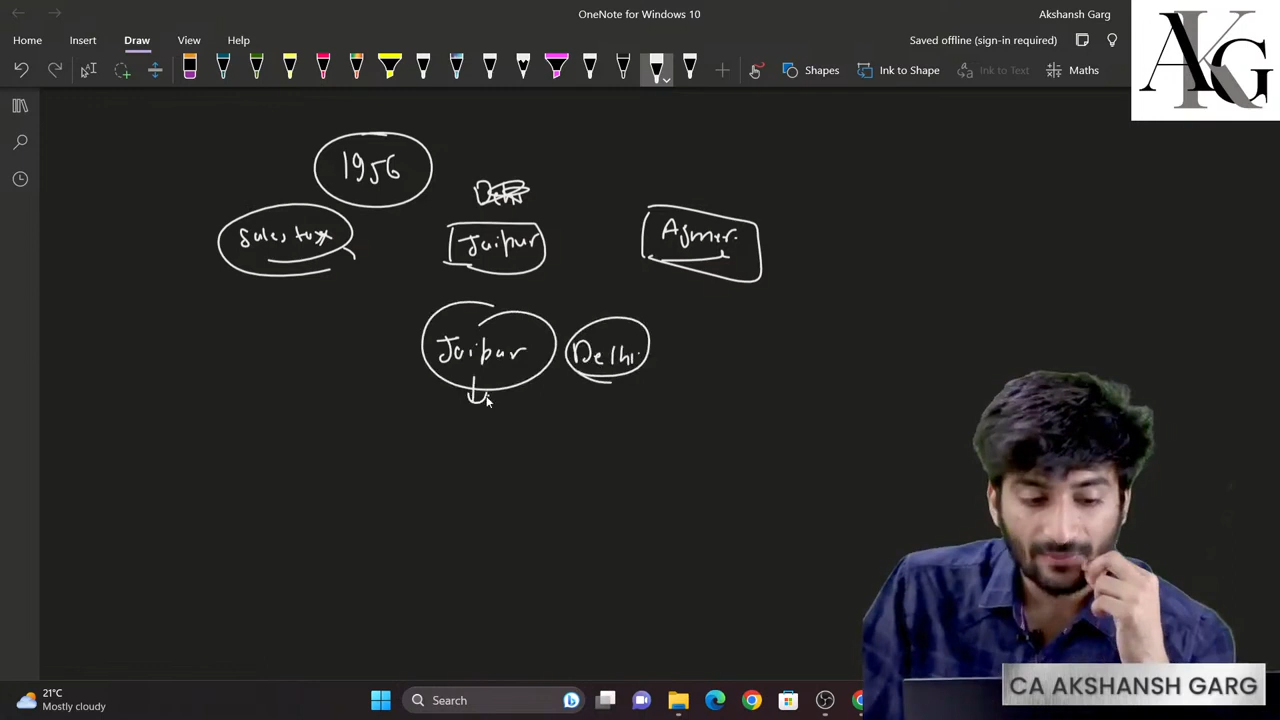 OneNote for Windows 10
Akshansh Garg
Home Insert Draw View Help
Saved offline (sign-in required)
Shapes Ink to Shape Ink to Text Maths
AKG
1956
Sales tax
Jaipur
Ajmer.
Jaipur
Delhi.
CA AKSHANSH GARG
21°C
Mostly cloudy
Search